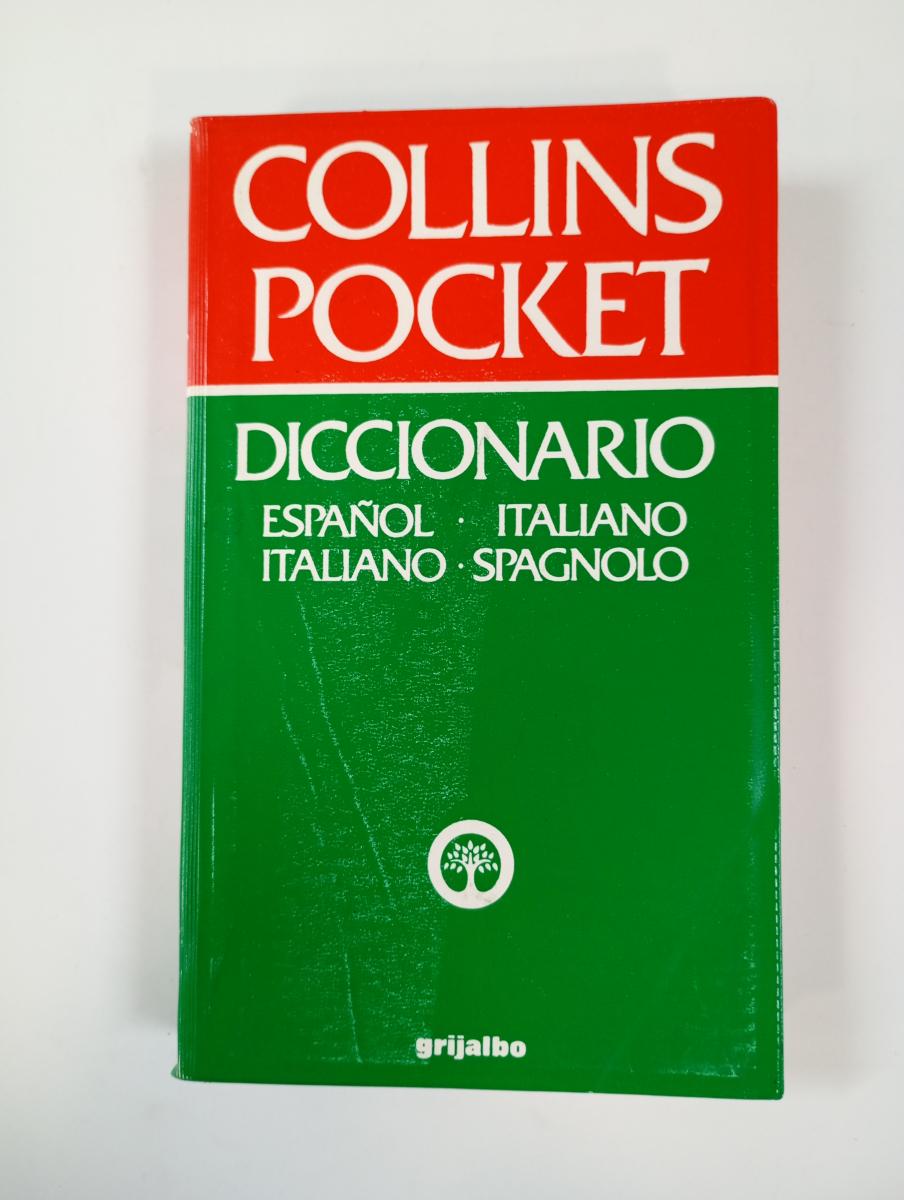 COLLINS
POCKET
DICCIONARIO
ESPAÑOL · ITALIANO
ITALIANO · SPAGNOLO
grijalbo